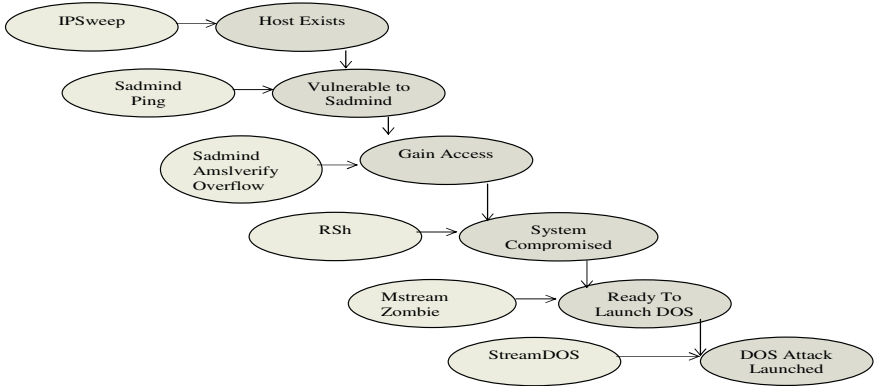 IPSweep
Host Exists
Sadmind
Ping
Vulnerable to
Sadmind
Sadmind
Amslverify
Overflow
Gain Access
RSh
System
Compromised
Mstream
Zombie
Ready To
Launch DOS
StreamDOS
DOS Attack
Launched